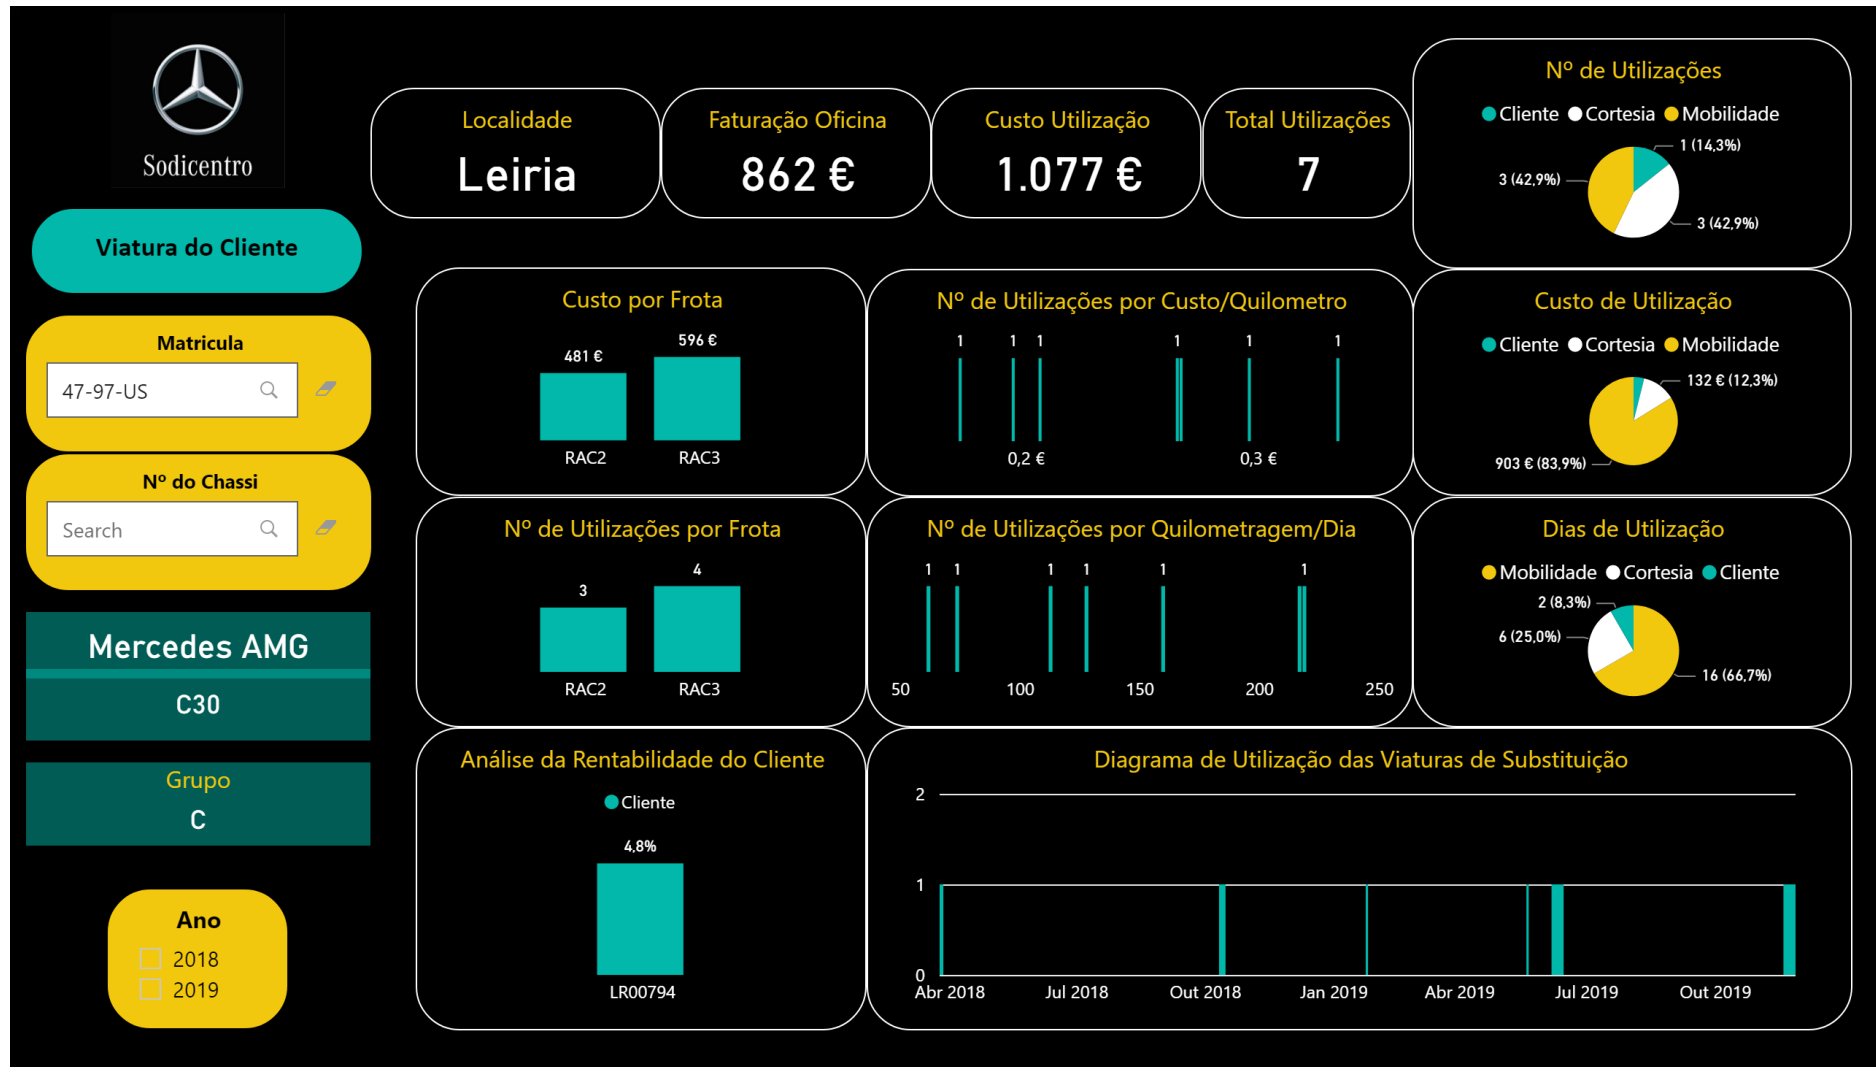 Sodicentro
Viatura do Cliente
Matricula
47-97-US
Nº do Chassi
Search
Mercedes AMG
C30
Grupo
C
Ano
2018
2019
Localidade
Leiria
Faturação Oficina
862 €
Custo Utilização
1.077 €
Total Utilizações
7
Nº de Utilizações
Cliente Cortesia Mobilidade
1 (14,3%)
3 (42,9%)
3 (42,9%)
Custo por Frota
481 €
596 €
RAC2 RAC3
Nº de Utilizações por Custo/Quilometro
1 1 1 1 1 1
0,2 € 0,3 €
Custo de Utilização
Cliente Cortesia Mobilidade
132 € (12,3%)
903 € (83,9%)
Nº de Utilizações por Frota
3
4
RAC2 RAC3
Nº de Utilizações por Quilometragem/Dia
1 1 1 1 1 1
50 100 150 200 250
Dias de Utilização
Mobilidade Cortesia Cliente
2 (8,3%)
6 (25,0%)
16 (66,7%)
Análise da Rentabilidade do Cliente
Cliente
4,8%
LR00794
Diagrama de Utilização das Viaturas de Substituição
2
1
0
Abr 2018 Jul 2018 Out 2018 Jan 2019 Abr 2019 Jul 2019 Out 2019